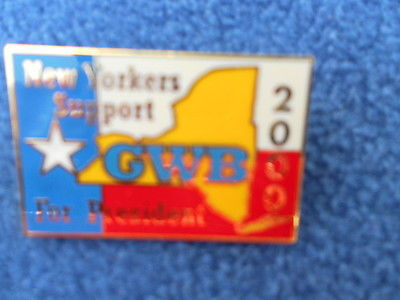 New Yorkers
Support
GWB
For President
2000